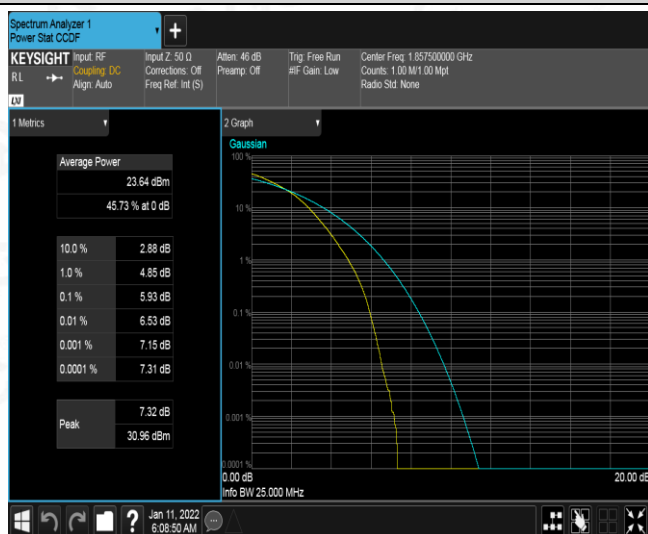 Spectrum Analyzer 1
Power Stat CCDF
+
KEYSIGHT
RL
LXI
Input: RF
Coupling: DC
Align: Auto
Input Z: 50 Ω
Corrections: Off
Freq Ref: Int (S)
Atten: 46 dB
Preamp: Off
Trig: Free Run
#IF Gain: Low
Center Freq: 1.857500000 GHz
Counts: 1.00 M/1.00 Mpt
Radio Std: None
1 Metrics
Average Power
23.64 dBm
45.73 % at 0 dB
10.0 % 2.88 dB
1.0 % 4.85 dB
0.1 % 5.93 dB
0.01 % 6.53 dB
0.001 % 7.15 dB
0.0001 % 7.31 dB
Peak 7.32 dB
30.96 dBm
2 Graph
Gaussian
100 %
10 %
1 %
0.1 %
0.01 %
0.001 %
0.0001 %
0.00 dB 20.00 dB
Info BW 25.000 MHz
?
Jan 11, 2022
6:08:50 AM